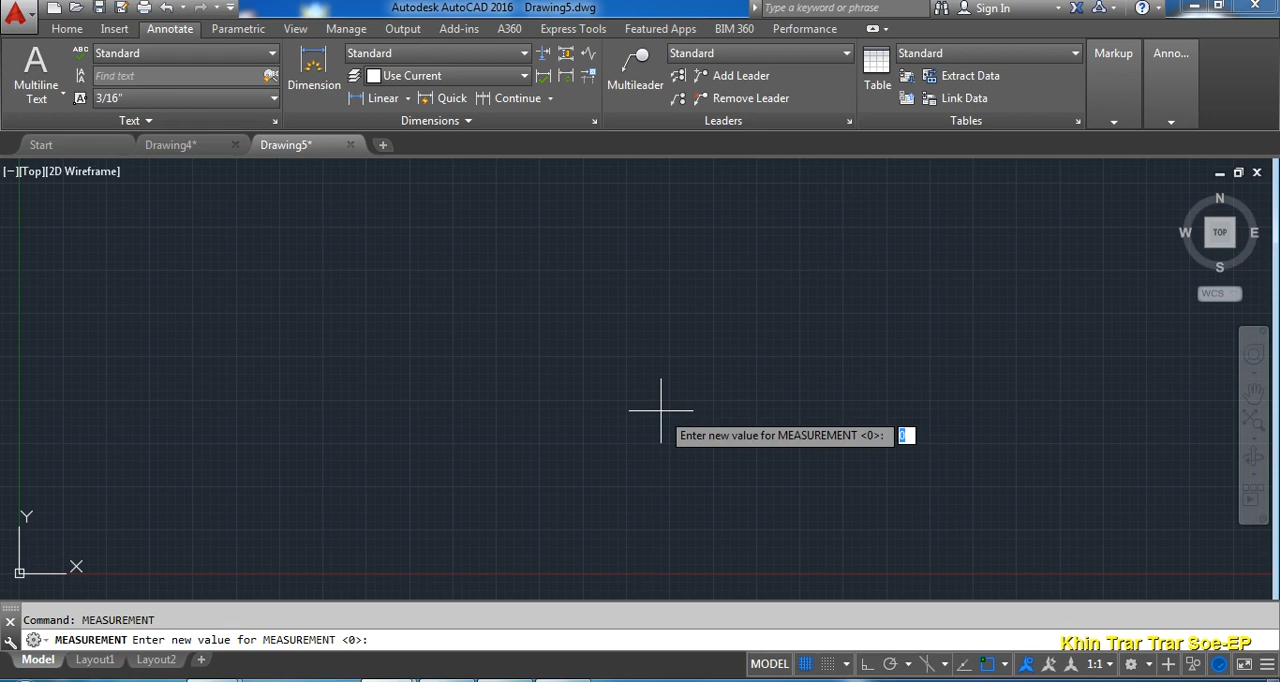 Autodesk AutoCAD 2016 Drawing5.dwg
Type a keyword or phrase
Sign In
Home Insert Annotate Parametric View Manage Output Add-ins A360 Express Tools Featured Apps BIM 360 Performance
A
Multiline
Text
ABC Standard
Find text
3/16"
Text
Dimension
Standard
Use Current
Linear Quick Continue
Dimensions
Multileader
Standard
Add Leader
Remove Leader
Leaders
Table
Standard
Extract Data
Link Data
Tables
Markup
Anno...
Start Drawing4* Drawing5*
[−][Top][2D Wireframe]
N
W TOP E
S
WCS
Enter new value for MEASUREMENT <0>: 0
Y
X
Command: MEASUREMENT
MEASUREMENT Enter new value for MEASUREMENT <0>:
Khin Trar Trar Soe-EP
Model Layout1 Layout2
MODEL 1:1